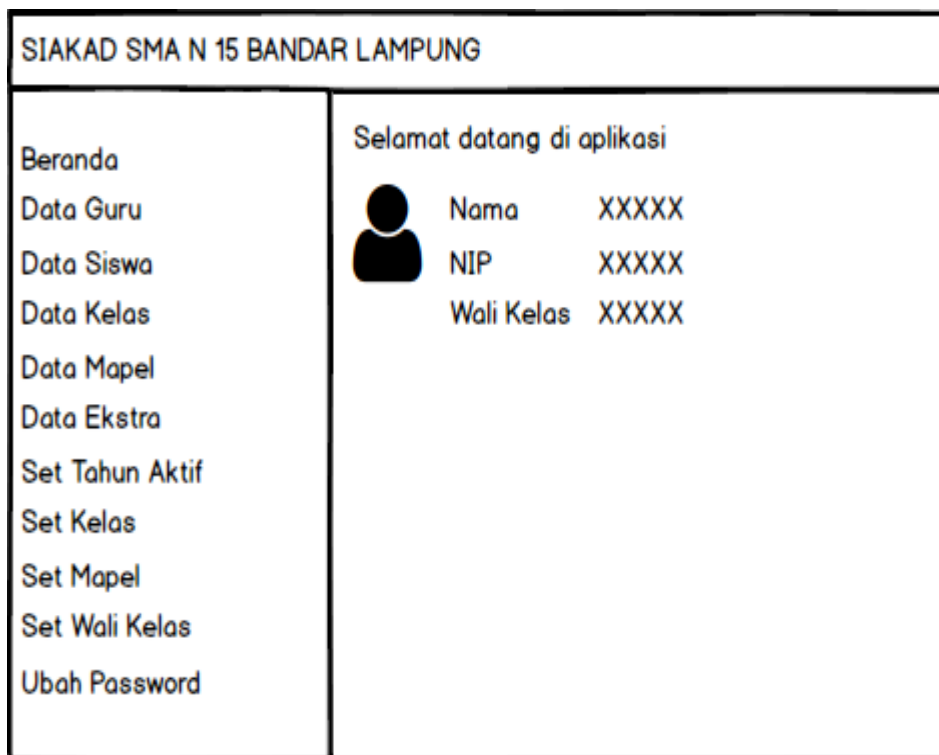 SIAKAD SMA N 15 BANDAR LAMPUNG
Beranda
Data Guru
Data Siswa
Data Kelas
Data Mapel
Data Ekstra
Set Tahun Aktif
Set Kelas
Set Mapel
Set Wali Kelas
Ubah Password
Selamat datang di aplikasi
Nama XXXXX
NIP XXXXX
Wali Kelas XXXXX